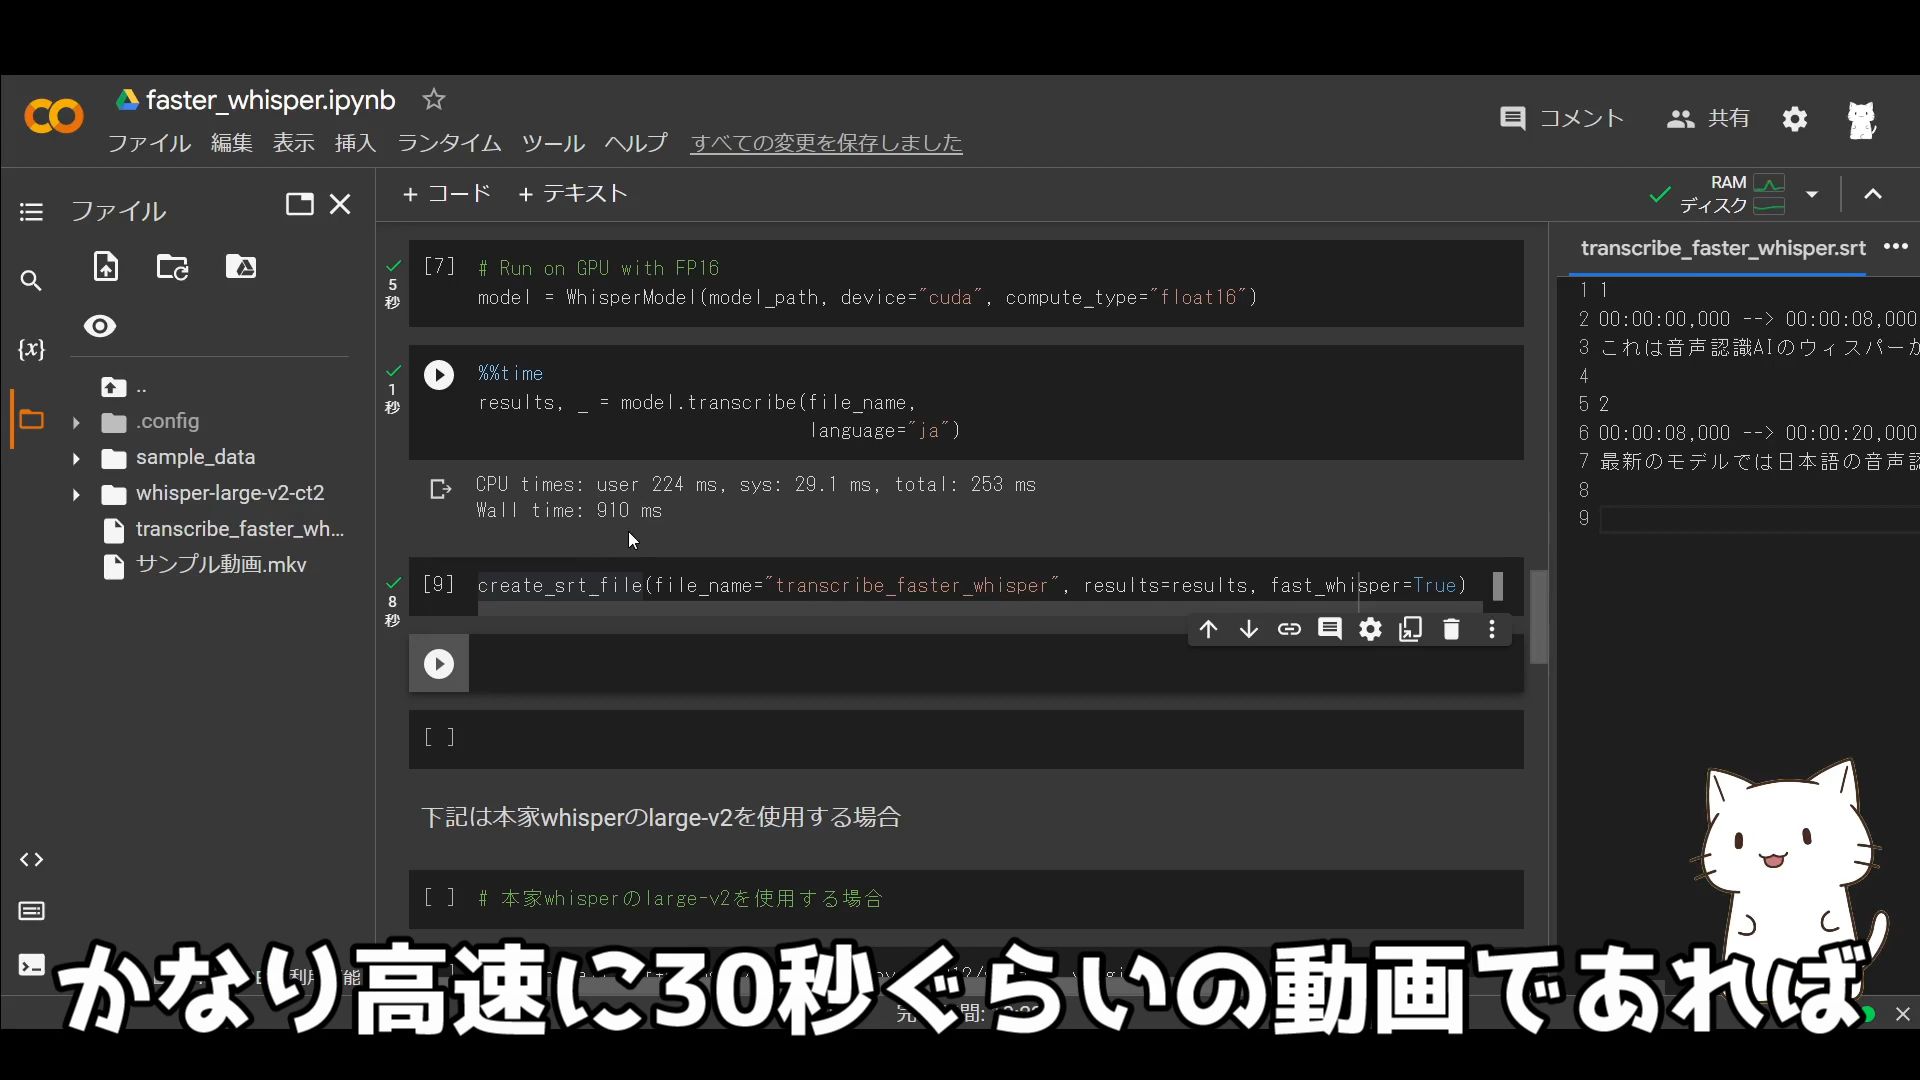 faster_whisper.ipynb
ファイル 編集 表示 挿入 ランタイム ツール ヘルプ すべての変更を保存しました
コメント 共有
ファイル
+ コード + テキスト
RAM
ディスク
..
.config
sample_data
whisper-large-v2-ct2
transcribe_faster_wh...
サンプル動画.mkv
{x}
5
秒
[7] # Run on GPU with FP16
model = WhisperModel(model_path, device="cuda", compute_type="float16")
1
秒
%%time
results, _ = model.transcribe(file_name,
language="ja")
CPU times: user 224 ms, sys: 29.1 ms, total: 253 ms
Wall time: 910 ms
8
秒
[9] create_srt_file(file_name="transcribe_faster_whisper", results=results, fast_whisper=True)
[ ]
下記は本家whisperのlarge-v2を使用する場合
[ ] # 本家whisperのlarge-v2を使用する場合
transcribe_faster_whisper.srt
1 1
2 00:00:00,000 --> 00:00:08,000
3 これは音声認識AIのウィスパーか
4
5 2
6 00:00:08,000 --> 00:00:20,000
7 最新のモデルでは日本語の音声認
8
9
かなり高速に30秒ぐらいの動画であれば